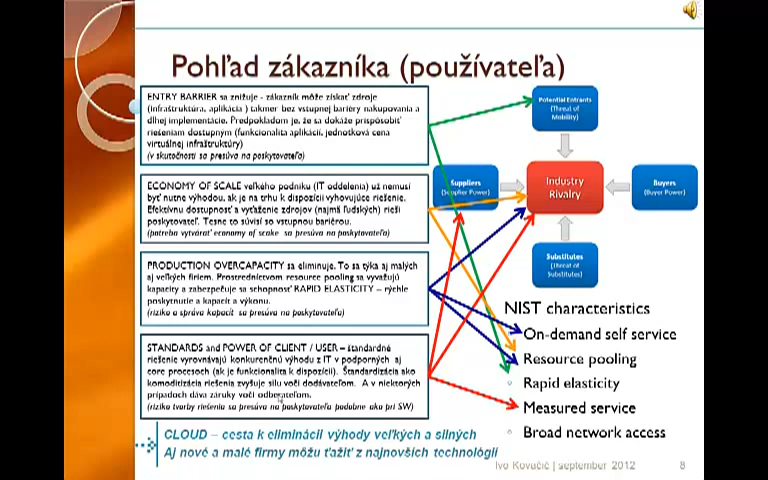 Pohľad zákazníka (používateľa)
ENTRY BARRIER sa znižuje - zákazník môže získať zdroje
(infraštruktúra, aplikácia ) takmer bez vstupnej bariéry nakupovania a
dlhej implementácie. Predpokladom je, že sa dokáže prispôsobiť
riešeniam dostupným (funkcionalita aplikácií, jednotková cena
virtuálnej infraštruktúry)
(v skutočnosti sa presúva na poskytovateľa)
ECONOMY OF SCALE veľkého podniku (IT oddelenia) už nemusí
byť nutne výhodou, ak je na trhu k dispozícii vyhovujúce riešenie.
Efektívnu dostupnosť a vyťaženie zdrojov (najmä ľudských) rieši
poskytovateľ. Tesne to súvisí so vstupnou bariérou.
(potreba vytvárať economy of scake sa presúva na poskytovateľa)
PRODUCTION OVERCAPACITY sa eliminuje. To sa týka aj malých
aj veľkých firiem. Prostredníctvom resource pooling sa vyvažujú
kapacity a zabezpečuje sa schopnosť RAPID ELASTICITY – rýchle
poskytnutie a kapacít a výkonu.
(riziko a správa kapacít sa presúva na poskytovateľa)
STANDARDS and POWER OF CLIENT / USER – štandardné
riešenie vyrovnávajú konkurenčnú výhodu z IT v podporných aj
core procesoch (ak je funkcionalita k dispozícii). Štandardizácia ako
komoditizácia riešenia zvyšuje silu voči dodávateľom. A v niektorých
prípadoch dáva záruky voči odberateľom.
(rizika tvorby riešenia sa presúva na poskytovateľa podobne ako pri SW)
CLOUD – cesta k eliminácii výhody veľkých a silných
Aj nové a malé firmy môžu ťažiť z najnovších technológií
Potential Entrants
(Threat of
Mobility)
Suppliers
(Supplier Power)
Industry
Rivalry
Buyers
(Buyer Power)
Substitutes
(Threat of
Substitutes)
NIST characteristics
On-demand self service
Resource pooling
Rapid elasticity
Measured service
Broad network access
Ivo Kovačič | september 2012 8